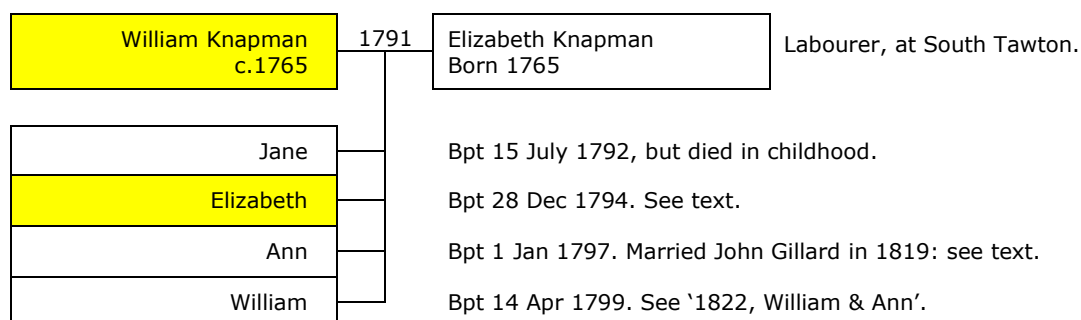 William Knapman 1791 Elizabeth Knapman Labourer, at South Tawton.
c.1765 Born 1765
Jane Bpt 15 July 1792, but died in childhood.
Elizabeth Bpt 28 Dec 1794. See text.
Ann Bpt 1 Jan 1797. Married John Gillard in 1819: see text.
William Bpt 14 Apr 1799. See ‘1822, William & Ann’.